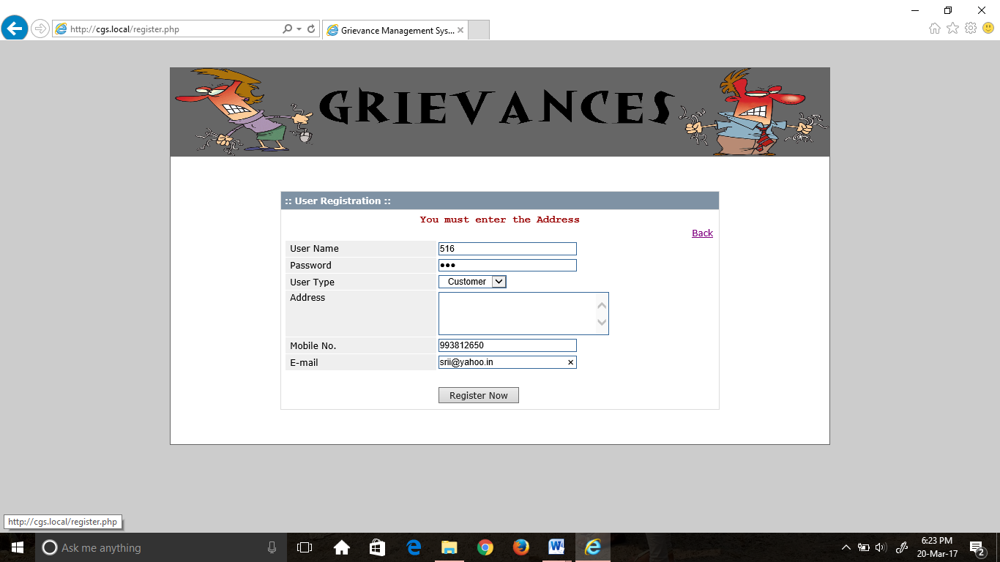 http://cgs.local/register.php
Grievance Management Sys...
GRIEVANCES
:: User Registration ::
You must enter the Address
Back
User Name 516
Password
User Type Customer
Address
Mobile No. 993812650
E-mail srii@yahoo.in
Register Now
http://cgs.local/register.php
Ask me anything
6:23 PM
20-Mar-17
2